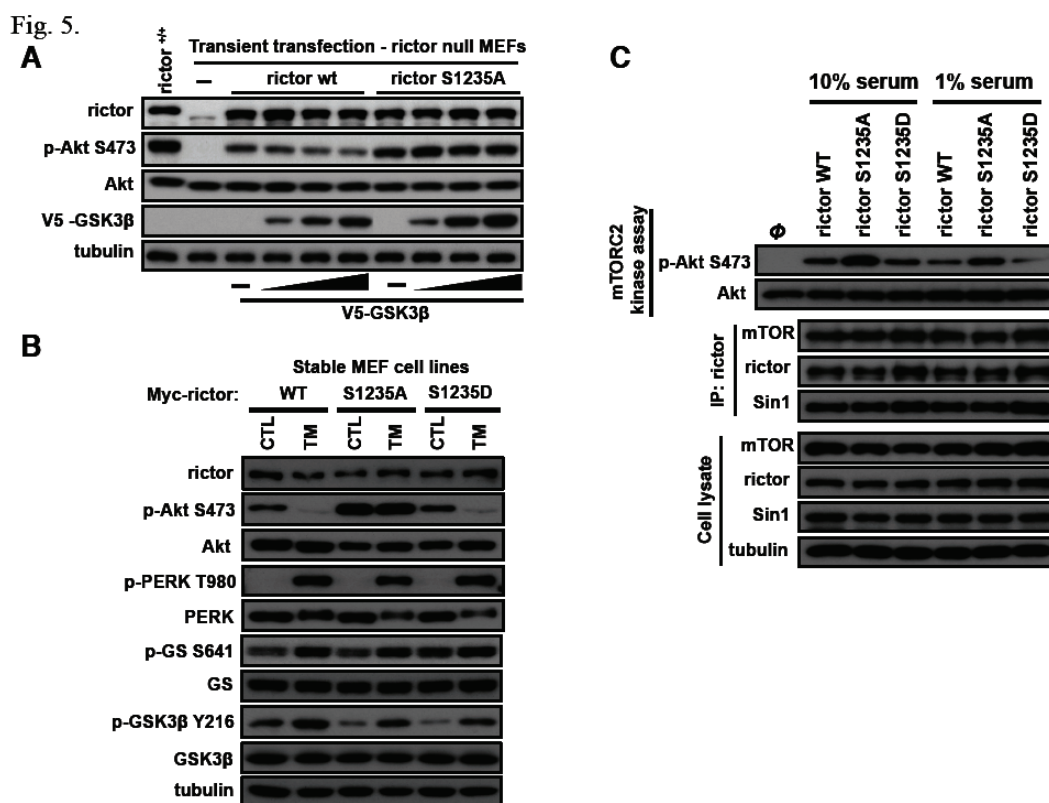 Fig. 5.
A
rictor +/+
Transient transfection - rictor null MEFs
–
rictor wt
rictor S1235A
rictor
p-Akt S473
Akt
V5 -GSK3β
tubulin
– –
V5-GSK3β
B
Stable MEF cell lines
Myc-rictor: WT S1235A S1235D
CTL TM CTL TM CTL TM
rictor
p-Akt S473
Akt
p-PERK T980
PERK
p-GS S641
GS
p-GSK3β Y216
GSK3β
tubulin
C
10% serum 1% serum
Φ rictor WT rictor S1235A rictor S1235D rictor WT rictor S1235A rictor S1235D
mTORC2
kinase assay
p-Akt S473
Akt
IP: rictor
mTOR
rictor
Sin1
Cell lysate
mTOR
rictor
Sin1
tubulin